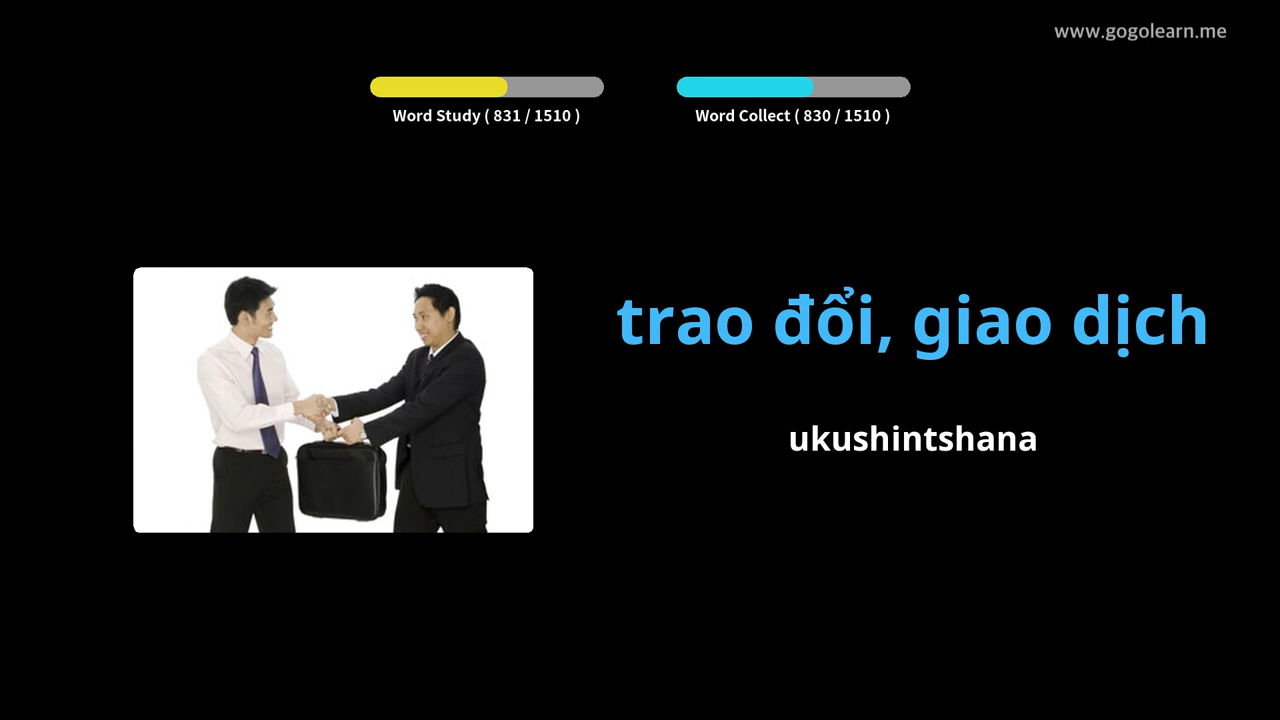 www.gogolearn.me
Word Study ( 831 / 1510 )
Word Collect ( 830 / 1510 )
trao đổi, giao dịch
ukushintshana